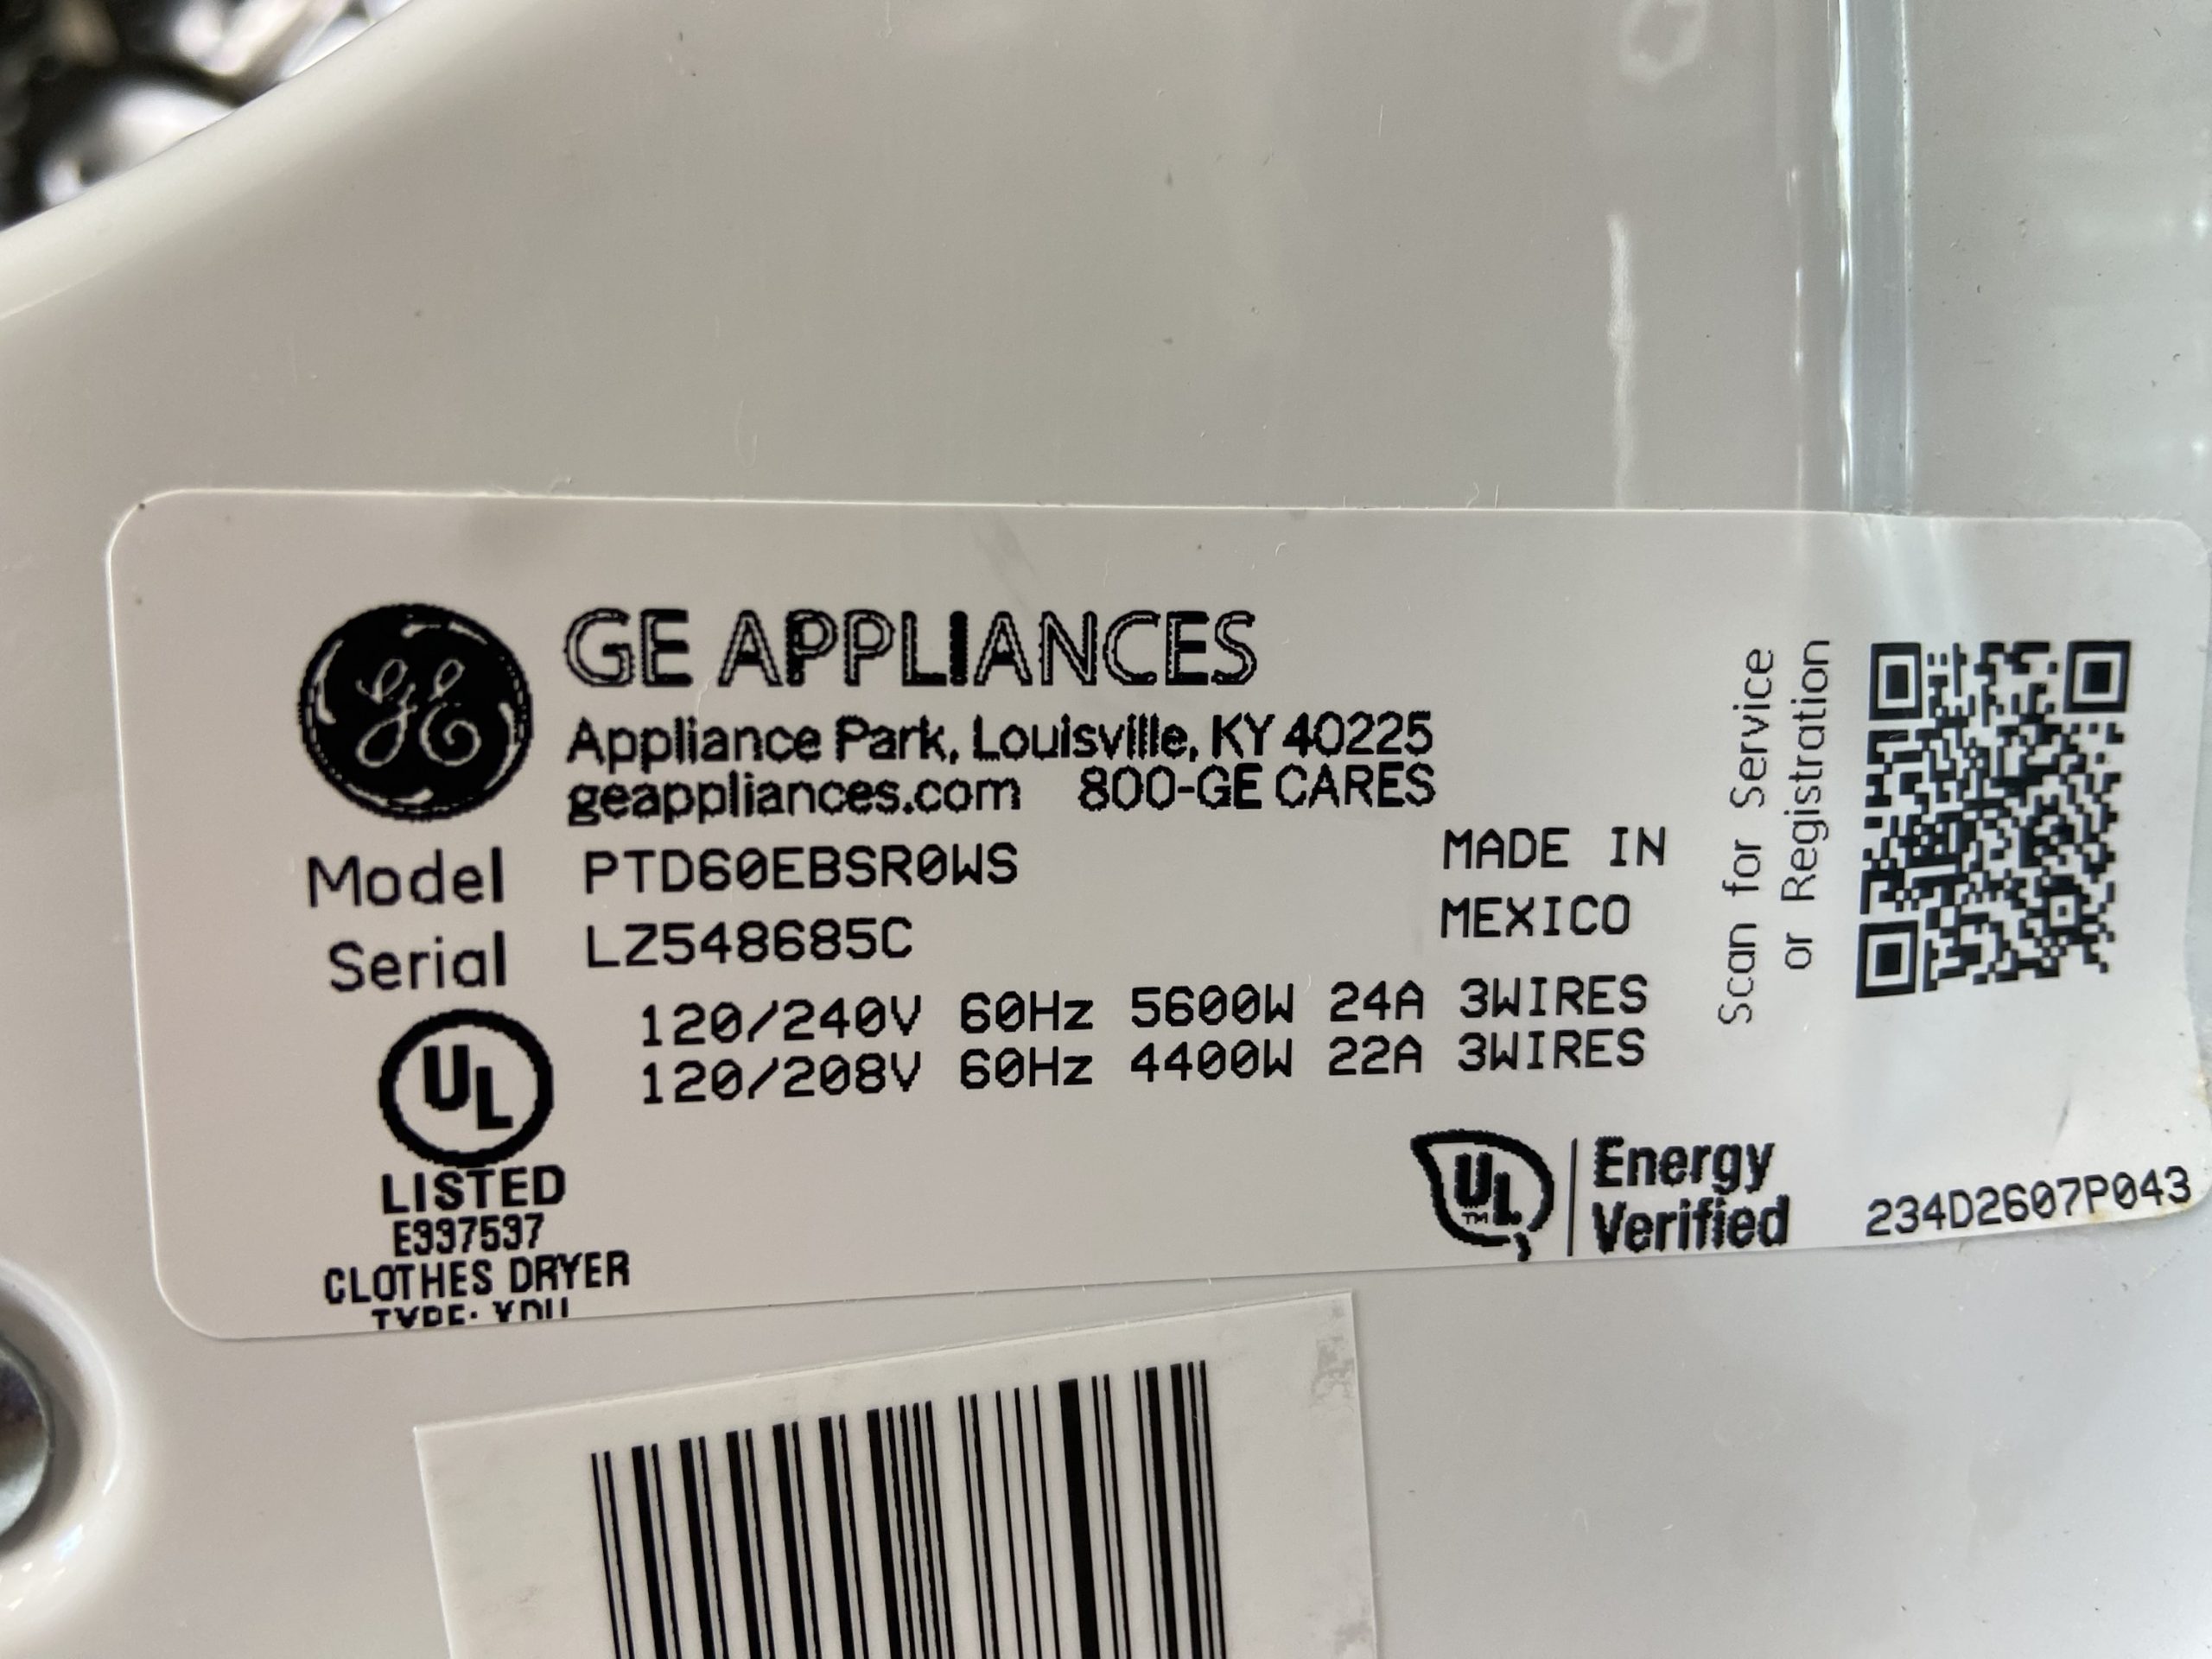 GE
GE APPLIANCES
Appliance Park, Louisville, KY 40225
geappliances.com 800-GE CARES
Model PTD60EBSR0WS
Serial LZ548685C
MADE IN
MEXICO
120/240V 60Hz 5600W 24A 3WIRES
120/208V 60Hz 4400W 22A 3WIRES
UL
LISTED
E337537
CLOTHES DRYER
UL
TM
Energy
Verified
234D2607P043
Scan for Service
or Registration